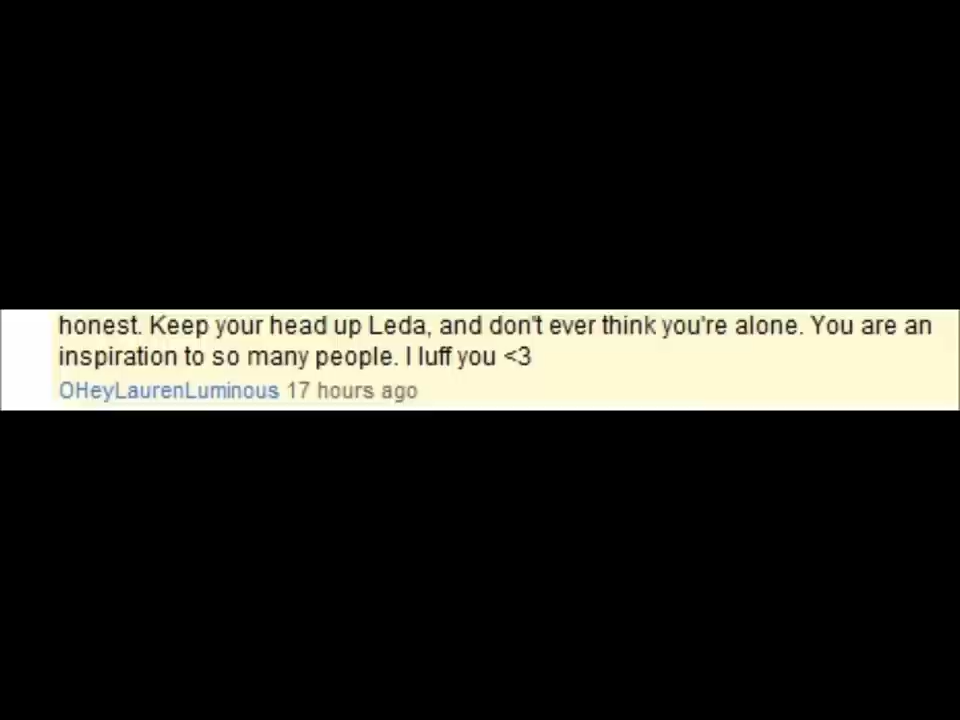 honest. Keep your head up Leda, and don't ever think you're alone. You are an
inspiration to so many people. I luff you <3
OHeyLaurenLuminous 17 hours ago